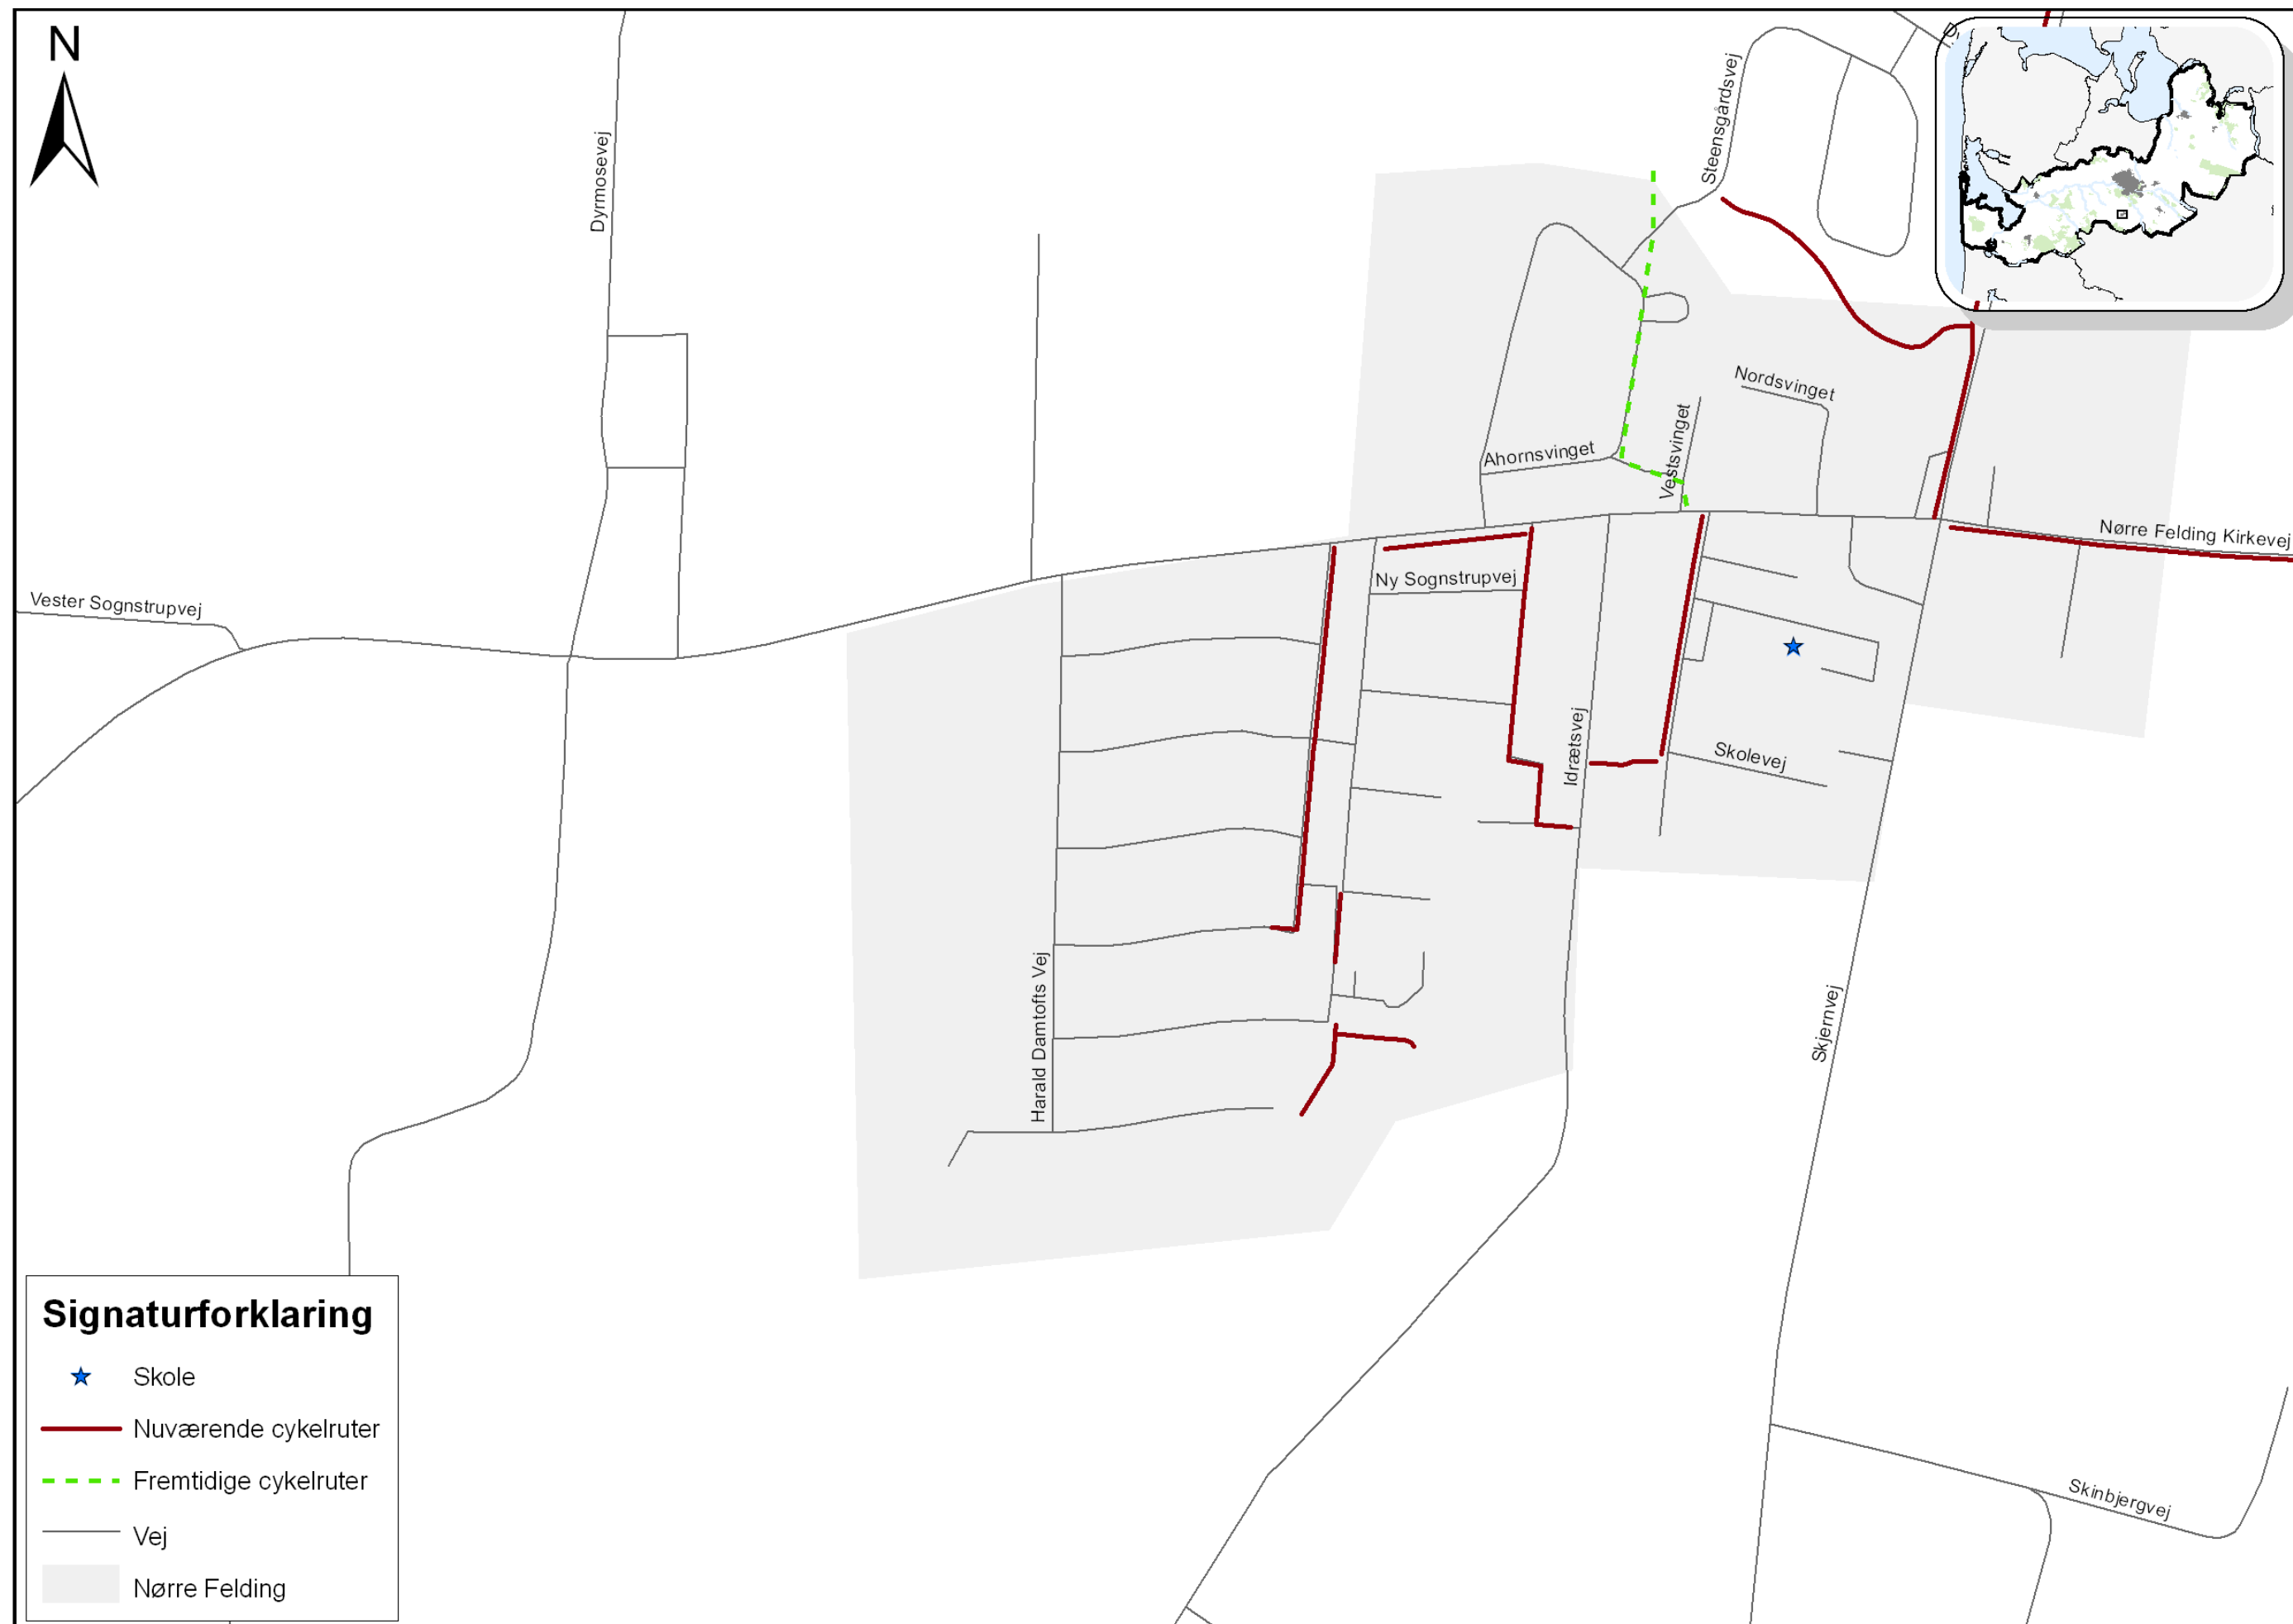 N
Dyrmosevej
Steensgårdsvej
Nordsvinget
Vestsvinget
Ahornsvinget
Nørre Felding Kirkevej
Ny Sognstrupvej
Vester Sognstrupvej
Idrætsvej
Skolevej
Harald Damtofts Vej
Skjernvej
Skinbjergvej
Signaturforklaring
Skole
Nuværende cykelruter
Fremtidige cykelruter
Vej
Nørre Felding